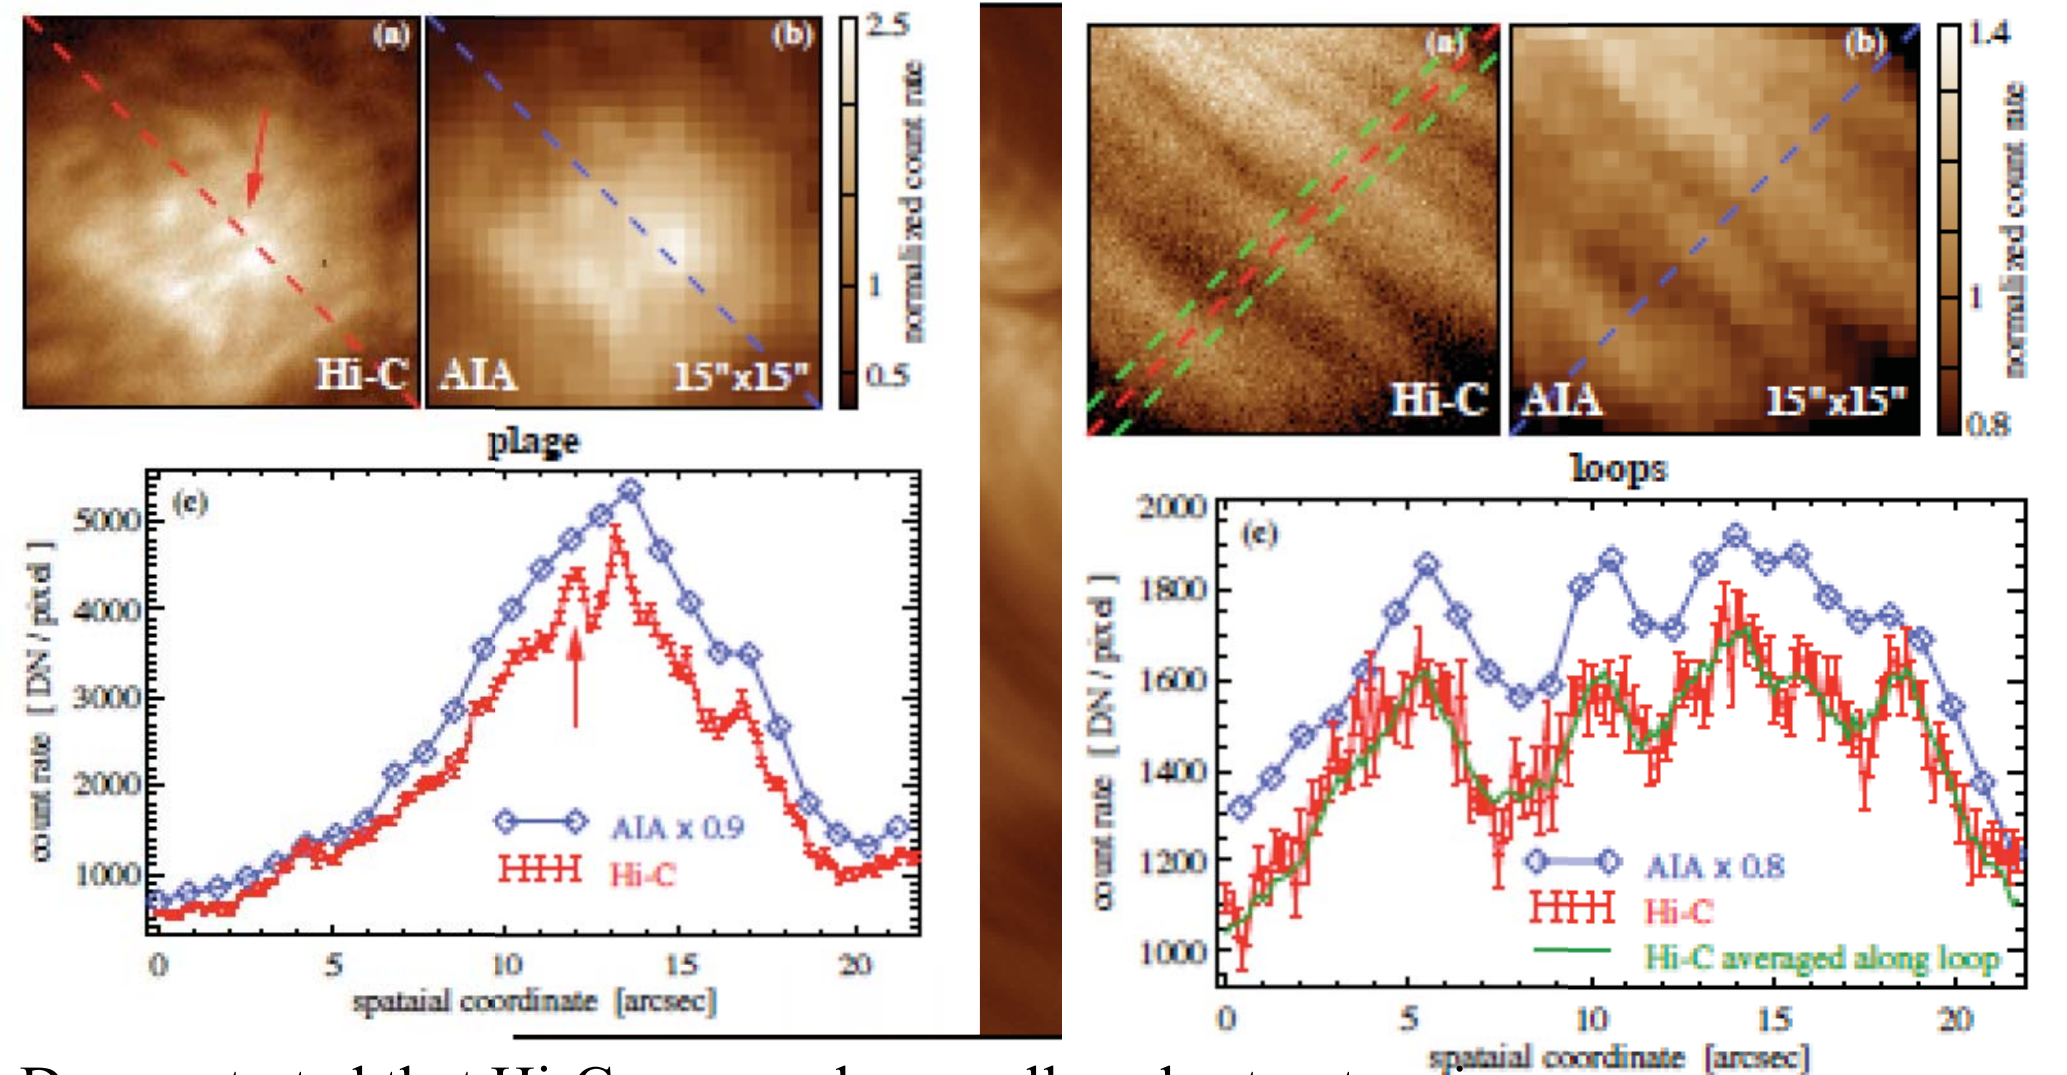 (a)
(b)
2.5
1
0.5
normalized count rate
Hi-C
AIA
15"x15"
plage
(c)
5000
4000
3000
2000
1000
count rate [ DN / pixel ]
AIA x 0.9
Hi-C
0 5 10 15 20
spataial coordinate [arcsec]
(a)
(b)
1.4
1
0.8
normalized count rate
Hi-C
AIA
15"x15"
loops
(c)
2000
1800
1600
1400
1200
1000
count rate [ DN / pixel ]
AIA x 0.8
Hi-C
Hi-C averaged along loop
0 5 10 15 20
spataial coordinate [arcsec]
that Hi-C